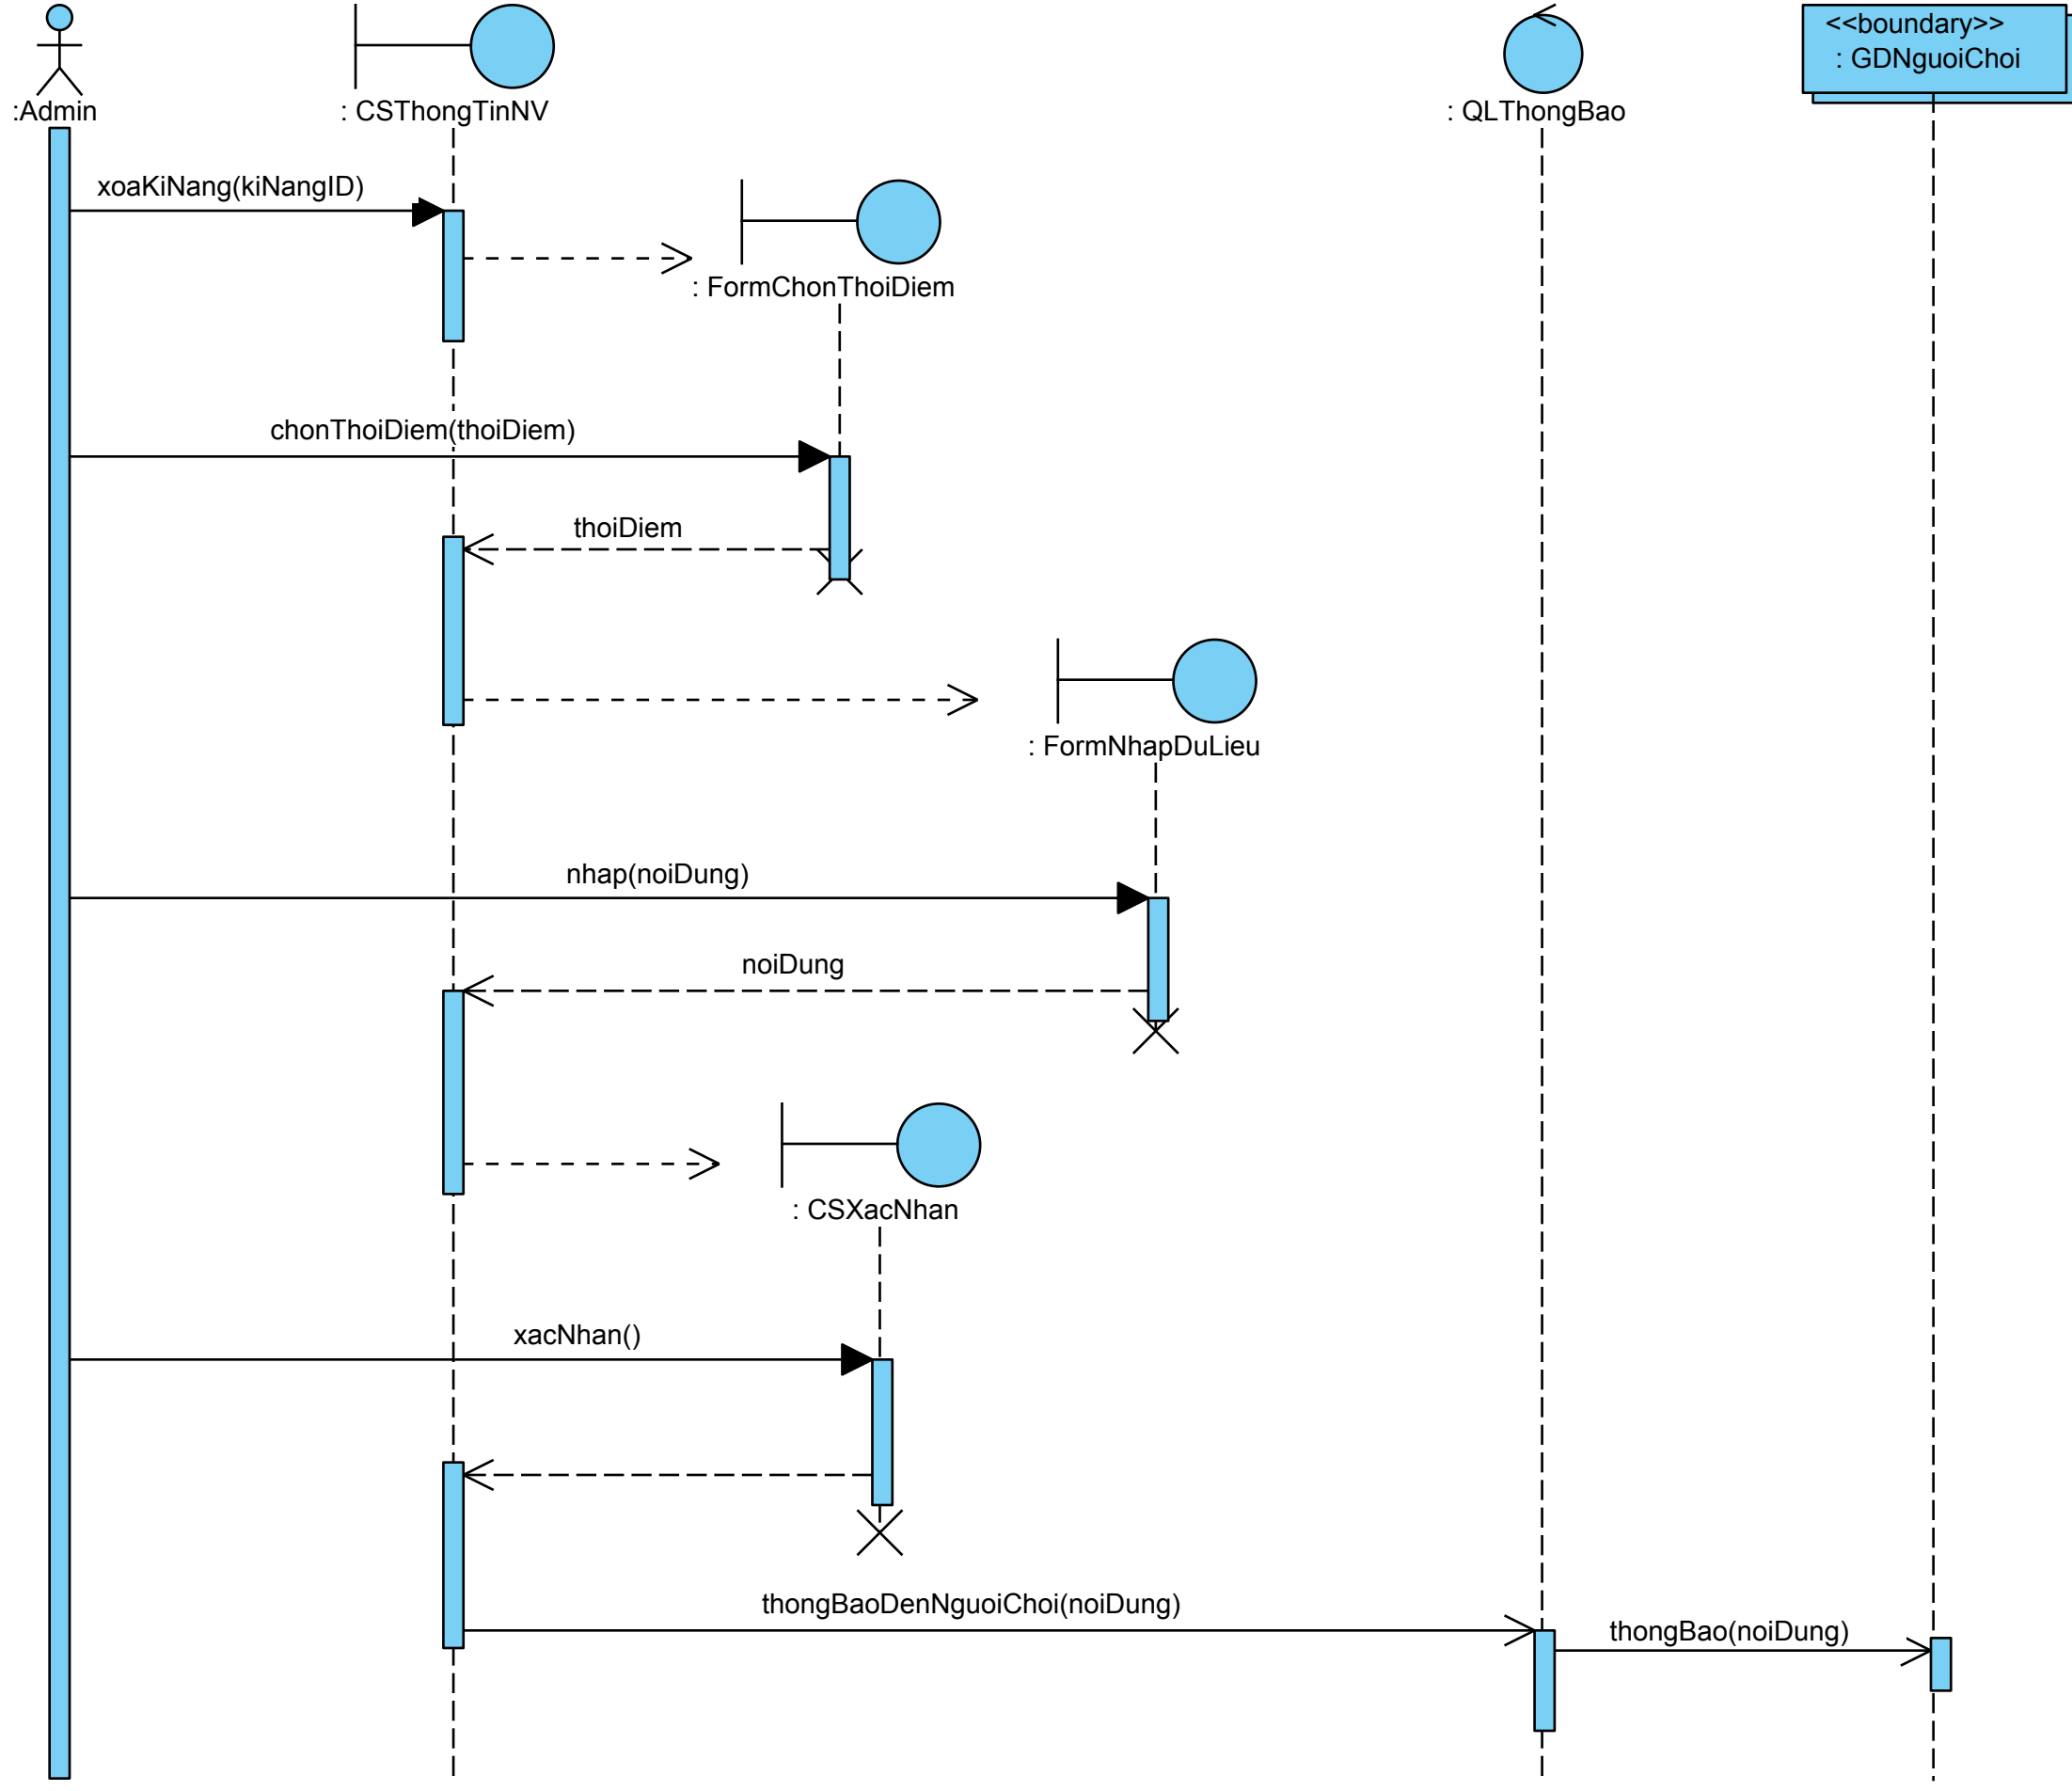 :Admin
: CSThongTinNV
: QLThongBao
<<boundary>>
: GDNguoiChoi
xoaKiNang(kiNangID)
: FormChonThoiDiem
chonThoiDiem(thoiDiem)
thoiDiem
: FormNhapDuLieu
nhap(noiDung)
noiDung
: CSXacNhan
xacNhan()
thongBaoDenNguoiChoi(noiDung)
thongBao(noiDung)